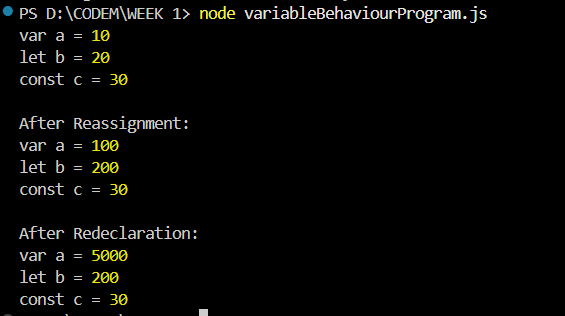 PS D:\CODEM\WEEK 1> node variableBehaviourProgram.js
var a = 10
let b = 20
const c = 30
After Reassignment:
var a = 100
let b = 200
const c = 30
After Redeclaration:
var a = 5000
let b = 200
const c = 30